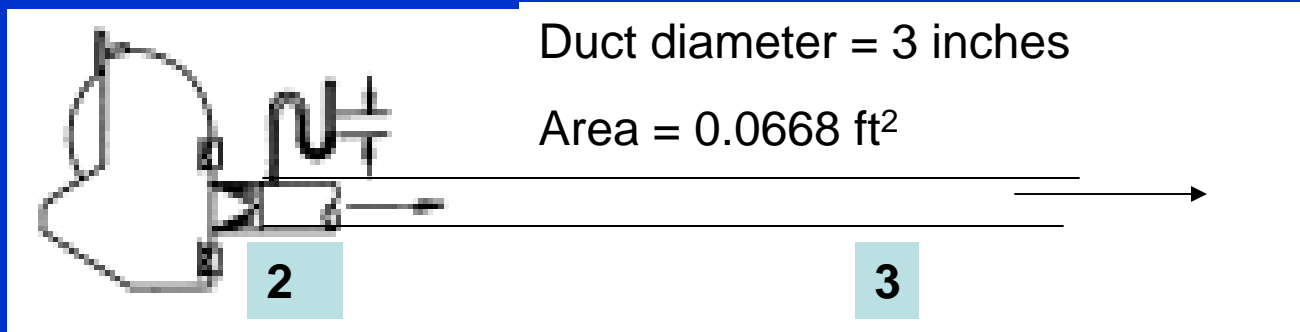 Duct diameter = 3 inches
Area = 0.0668 ft²
2
3